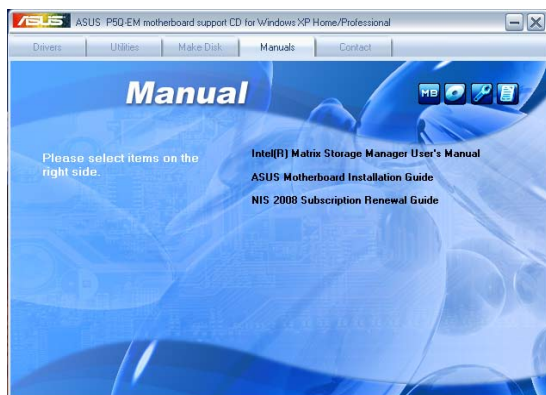 ASUS P5Q-EM motherboard support CD for Windows XP Home/Professional
Drivers Utilities Make Disk Manuals Contact
Manual
MB
Please select items on the
right side.
Intel(R) Matrix Storage Manager User's Manual
ASUS Motherboard Installation Guide
NIS 2008 Subscription Renewal Guide